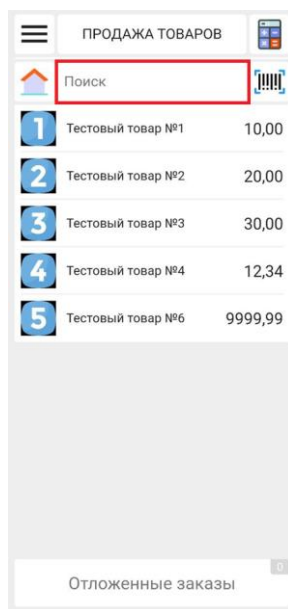 ПРОДАЖА ТОВАРОВ
Поиск
1 Тестовый товар №1 10,00
2 Тестовый товар №2 20,00
3 Тестовый товар №3 30,00
4 Тестовый товар №4 12,34
5 Тестовый товар №6 9999,99
D
Отложенные заказы